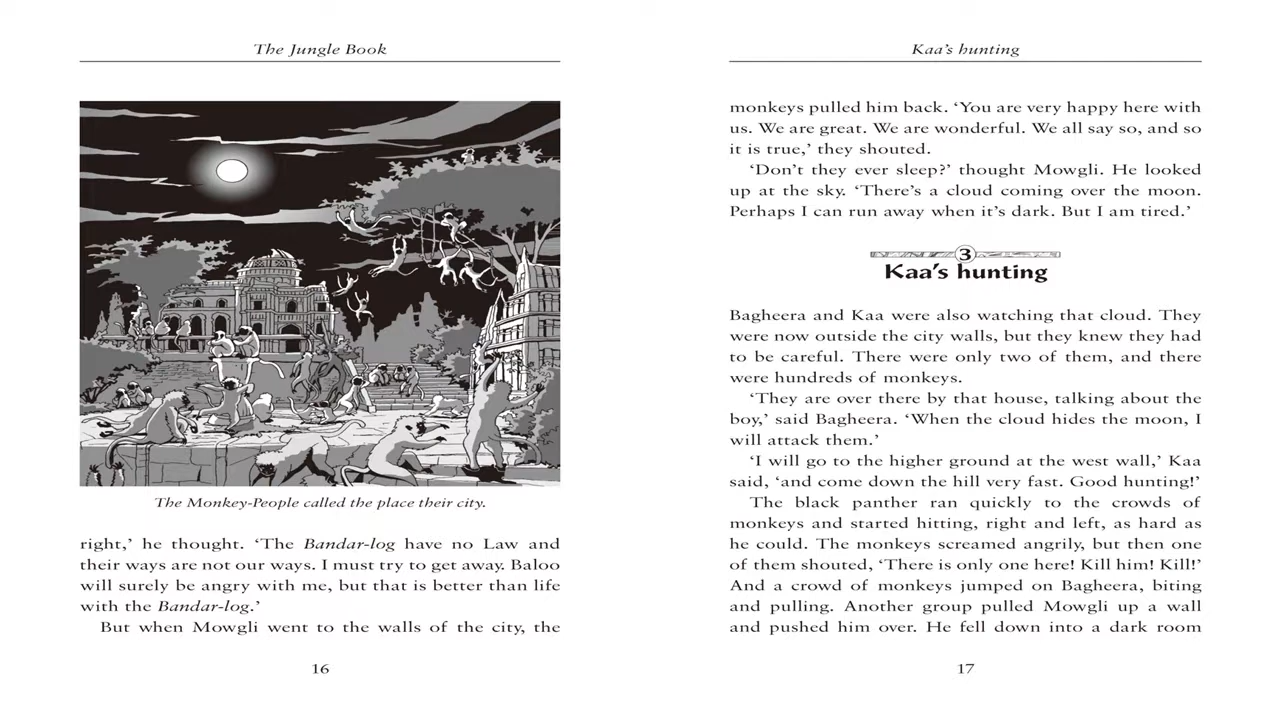 The Jungle Book
The Monkey-People called the place their city.
right,’ he thought. ‘The Bandar-log have no Law and
their ways are not our ways. I must try to get away. Baloo
will surely be angry with me, but that is better than life
with the Bandar-log.’
But when Mowgli went to the walls of the city, the
16
Kaa’s hunting
monkeys pulled him back. ‘You are very happy here with
us. We are great. We are wonderful. We all say so, and so
it is true,’ they shouted.
‘Don’t they ever sleep?’ thought Mowgli. He looked
up at the sky. ‘There’s a cloud coming over the moon.
Perhaps I can run away when it’s dark. But I am tired.’
3
Kaa’s hunting
Bagheera and Kaa were also watching that cloud. They
were now outside the city walls, but they knew they had
to be careful. There were only two of them, and there
were hundreds of monkeys.
‘They are over there by that house, talking about the
boy,’ said Bagheera. ‘When the cloud hides the moon, I
will attack them.’
‘I will go to the higher ground at the west wall,’ Kaa
said, ‘and come down the hill very fast. Good hunting!’
The black panther ran quickly to the crowds of
monkeys and started hitting, right and left, as hard as
he could. The monkeys screamed angrily, but then one
of them shouted, ‘There is only one here! Kill him! Kill!’
And a crowd of monkeys jumped on Bagheera, biting
and pulling. Another group pulled Mowgli up a wall
and pushed him over. He fell down into a dark room
17